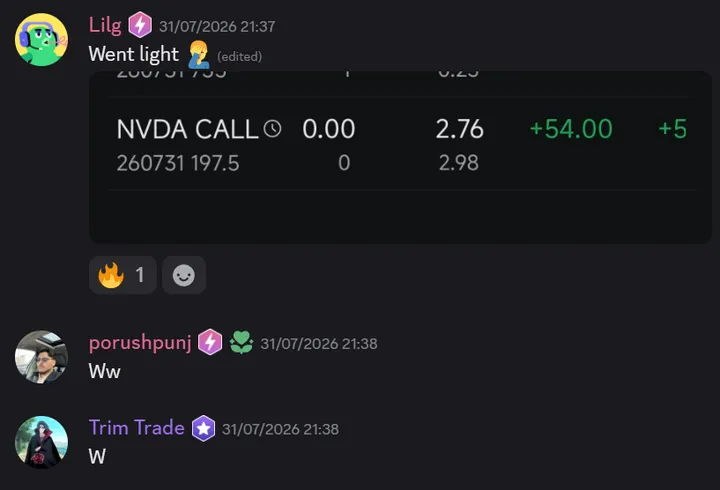 Lilg 31/07/2026 21:37
Went light 🤦‍♂️ (edited)
NVDA CALL 0.00 2.76 +54.00 +5
260731 197.5 0 2.98
🔥 1
porushpunj 31/07/2026 21:38
Ww
Trim Trade 31/07/2026 21:38
W